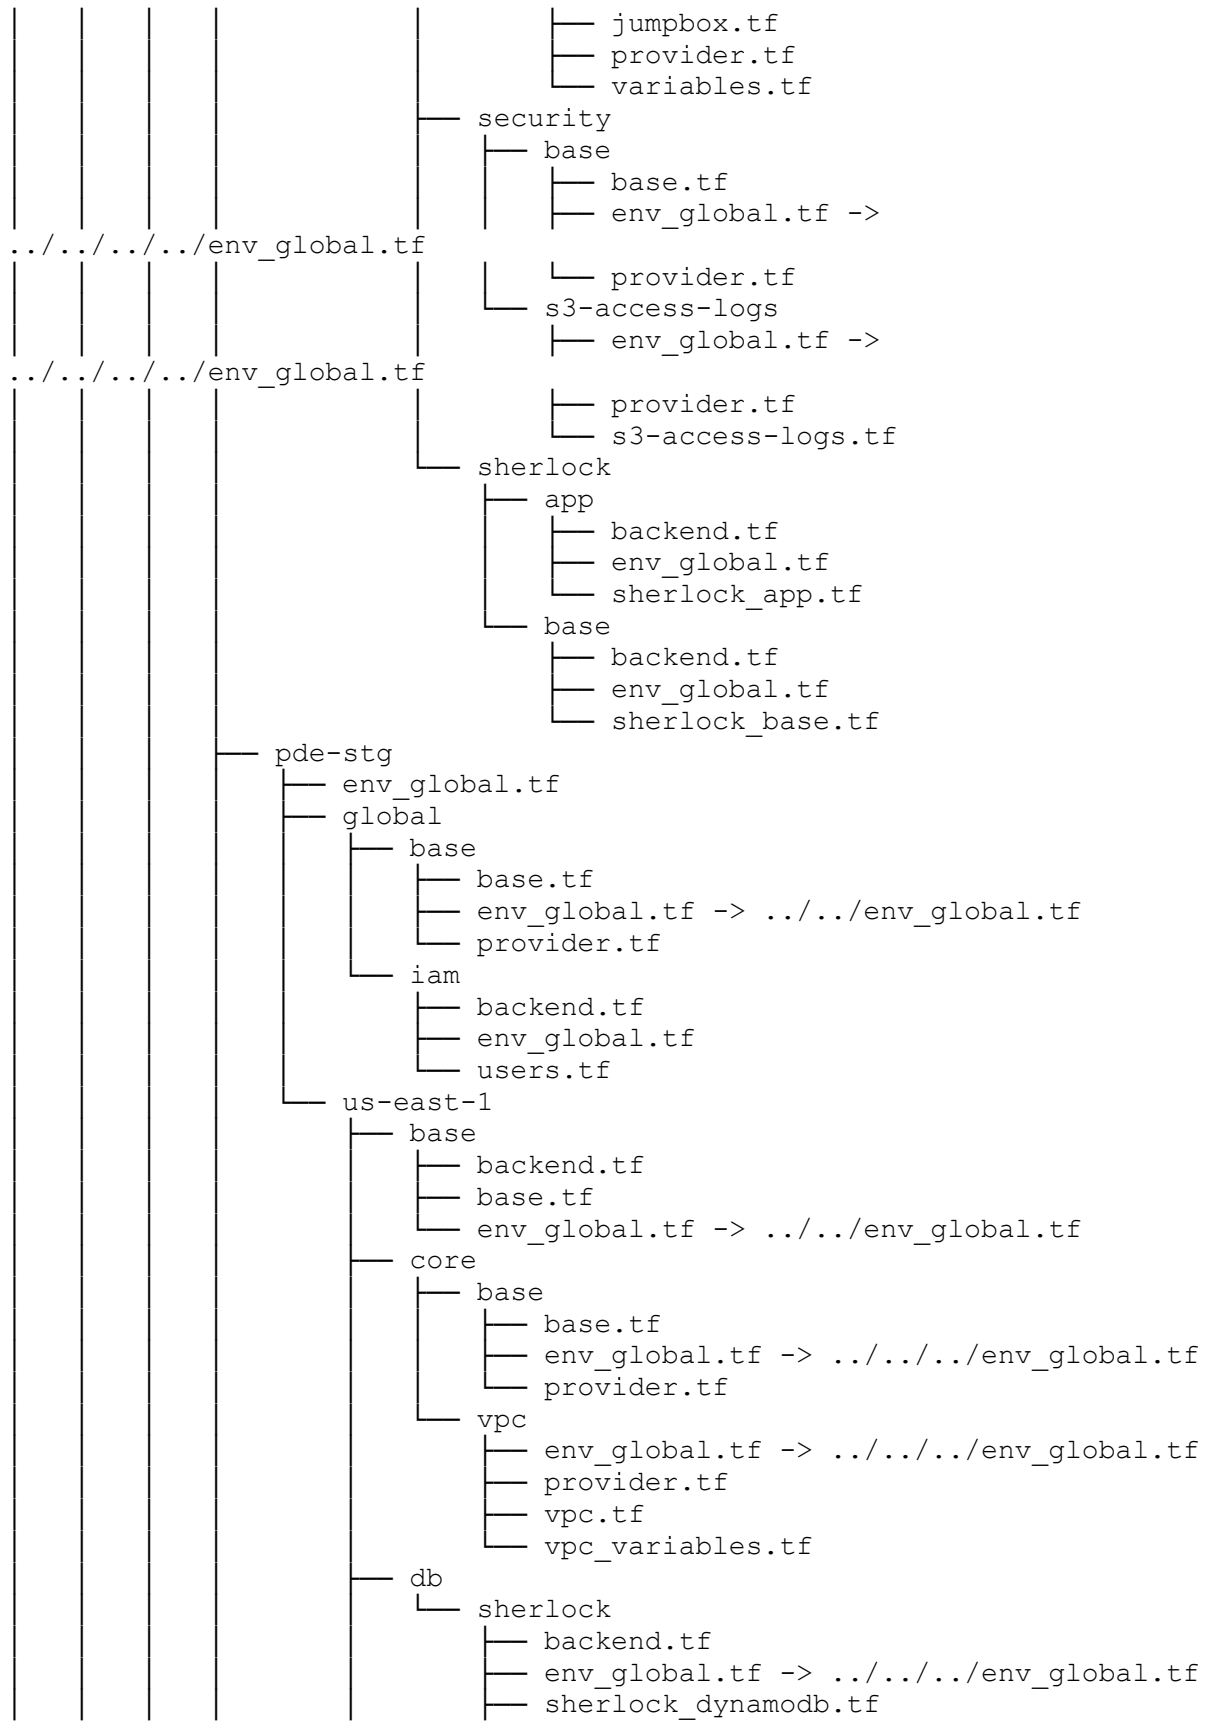 │   │   │   │           │       ├── jumpbox.tf
│   │   │   │           │       ├── provider.tf
│   │   │   │           │       └── variables.tf
│   │   │   │           ├── security
│   │   │   │           │   ├── base
│   │   │   │           │   │   ├── base.tf
│   │   │   │           │   │   ├── env_global.tf ->
../../../../env_global.tf
│   │   │   │           │   │   └── provider.tf
│   │   │   │           │   └── s3-access-logs
│   │   │   │           │       ├── env_global.tf ->
../../../../env_global.tf
│   │   │   │           │       ├── provider.tf
│   │   │   │           │       └── s3-access-logs.tf
│   │   │   │           └── sherlock
│   │   │   │               ├── app
│   │   │   │               │   ├── backend.tf
│   │   │   │               │   ├── env_global.tf
│   │   │   │               │   └── sherlock_app.tf
│   │   │   │               └── base
│   │   │   │                   ├── backend.tf
│   │   │   │                   ├── env_global.tf
│   │   │   │                   └── sherlock_base.tf
│   │   │   ├── pde-stg
│   │   │   │   ├── env_global.tf
│   │   │   │   ├── global
│   │   │   │   │   ├── base
│   │   │   │   │   │   ├── base.tf
│   │   │   │   │   │   ├── env_global.tf -> ../../env_global.tf
│   │   │   │   │   │   └── provider.tf
│   │   │   │   │   └── iam
│   │   │   │   │       ├── backend.tf
│   │   │   │   │       ├── env_global.tf
│   │   │   │   │       └── users.tf
│   │   │   │   └── us-east-1
│   │   │   │       ├── base
│   │   │   │       │   ├── backend.tf
│   │   │   │       │   ├── base.tf
│   │   │   │       │   └── env_global.tf -> ../../env_global.tf
│   │   │   │       ├── core
│   │   │   │       │   ├── base
│   │   │   │       │   │   ├── base.tf
│   │   │   │       │   │   ├── env_global.tf -> ../../../env_global.tf
│   │   │   │       │   │   └── provider.tf
│   │   │   │       │   └── vpc
│   │   │   │       │       ├── env_global.tf -> ../../../env_global.tf
│   │   │   │       │       ├── provider.tf
│   │   │   │       │       ├── vpc.tf
│   │   │   │       │       └── vpc_variables.tf
│   │   │   │       ├── db
│   │   │   │       │   └── sherlock
│   │   │   │       │       ├── backend.tf
│   │   │   │       │       ├── env_global.tf -> ../../../env_global.tf
│   │   │   │       │       ├── sherlock_dynamodb.tf